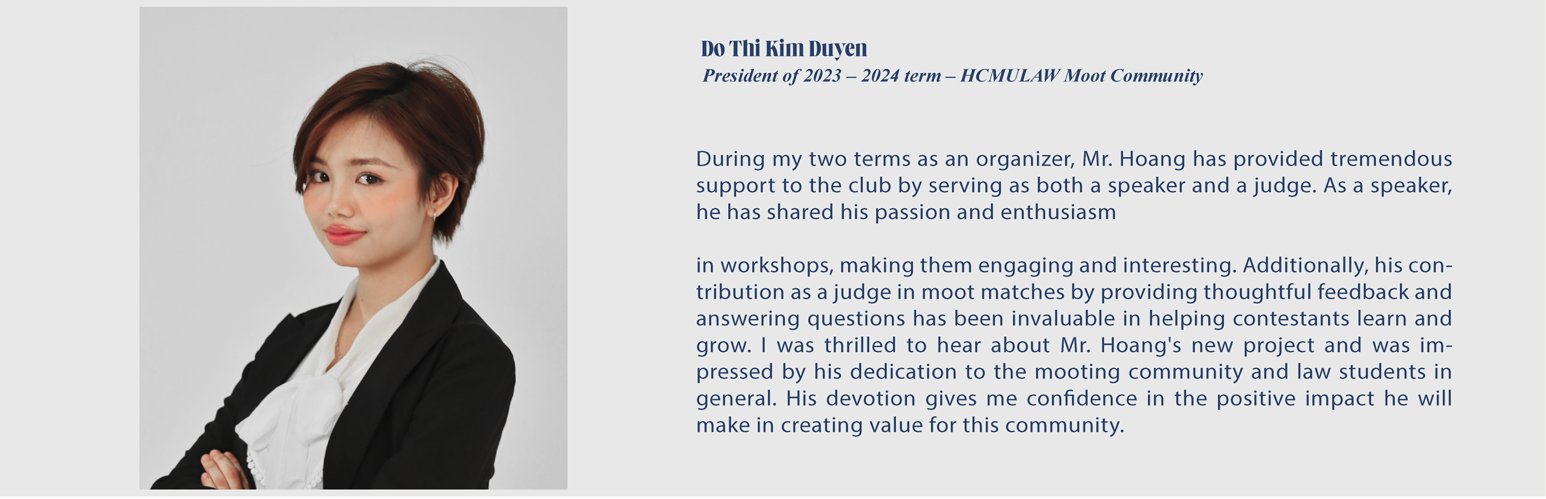 Do Thi Kim Duyen
President of 2023 – 2024 term – HCMULAW Moot Community
During my two terms as an organizer, Mr. Hoang has provided tremendous
support to the club by serving as both a speaker and a judge. As a speaker,
he has shared his passion and enthusiasm
in workshops, making them engaging and interesting. Additionally, his con-
tribution as a judge in moot matches by providing thoughtful feedback and
answering questions has been invaluable in helping contestants learn and
grow. I was thrilled to hear about Mr. Hoang's new project and was im-
pressed by his dedication to the mooting community and law students in
general. His devotion gives me confidence in the positive impact he will
make in creating value for this community.